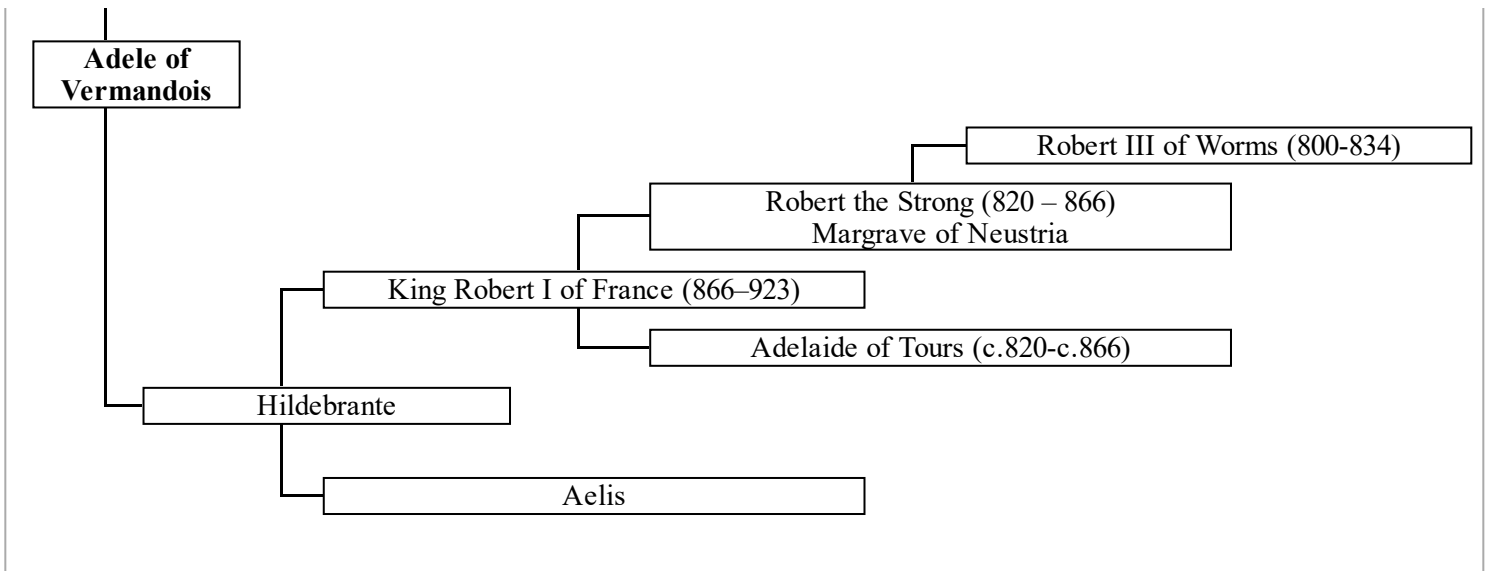 Adele of
Vermandois
Robert III of Worms (800-834)
Robert the Strong (820 – 866)
Margrave of Neustria
King Robert I of France (866–923)
Adelaide of Tours (c.820-c.866)
Hildebrante
Aelis